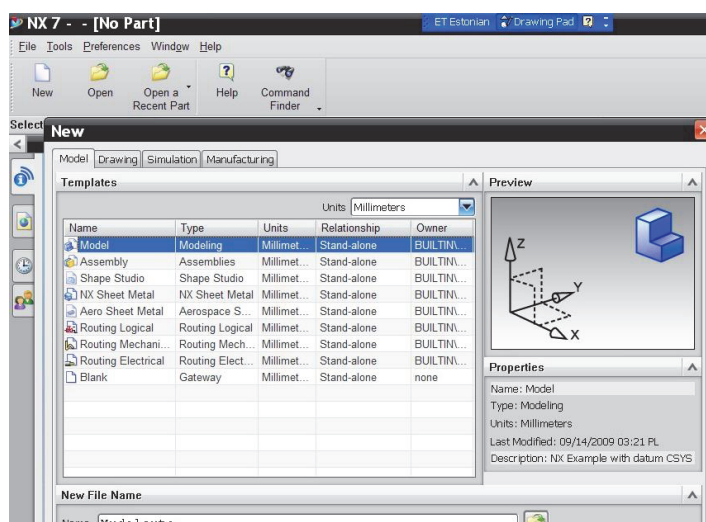 NX 7 - - [No Part]
ET Estonian Drawing Pad
File Tools Preferences Window Help
New Open Open a Recent Part Help Command Finder
Select
New
Model Drawing Simulation Manufacturing
Templates
Units Millimeters
Name Type Units Relationship Owner
Model Modeling Millimet... Stand-alone BUILTIN\...
Assembly Assemblies Millimet... Stand-alone BUILTIN\...
Shape Studio Shape Studio Millimet... Stand-alone BUILTIN\...
NX Sheet Metal NX Sheet Metal Millimet... Stand-alone BUILTIN\...
Aero Sheet Metal Aerospace S... Millimet... Stand-alone BUILTIN\...
Routing Logical Routing Logical Millimet... Stand-alone BUILTIN\...
Routing Mechani... Routing Mech... Millimet... Stand-alone BUILTIN\...
Routing Electrical Routing Elect... Millimet... Stand-alone BUILTIN\...
Blank Gateway Millimet... Stand-alone none
Preview
Z
Y
X
Properties
Name: Model
Type: Modeling
Units: Millimeters
Last Modified: 09/14/2009 03:21 PL
Description: NX Example with datum CSYS
New File Name
Name